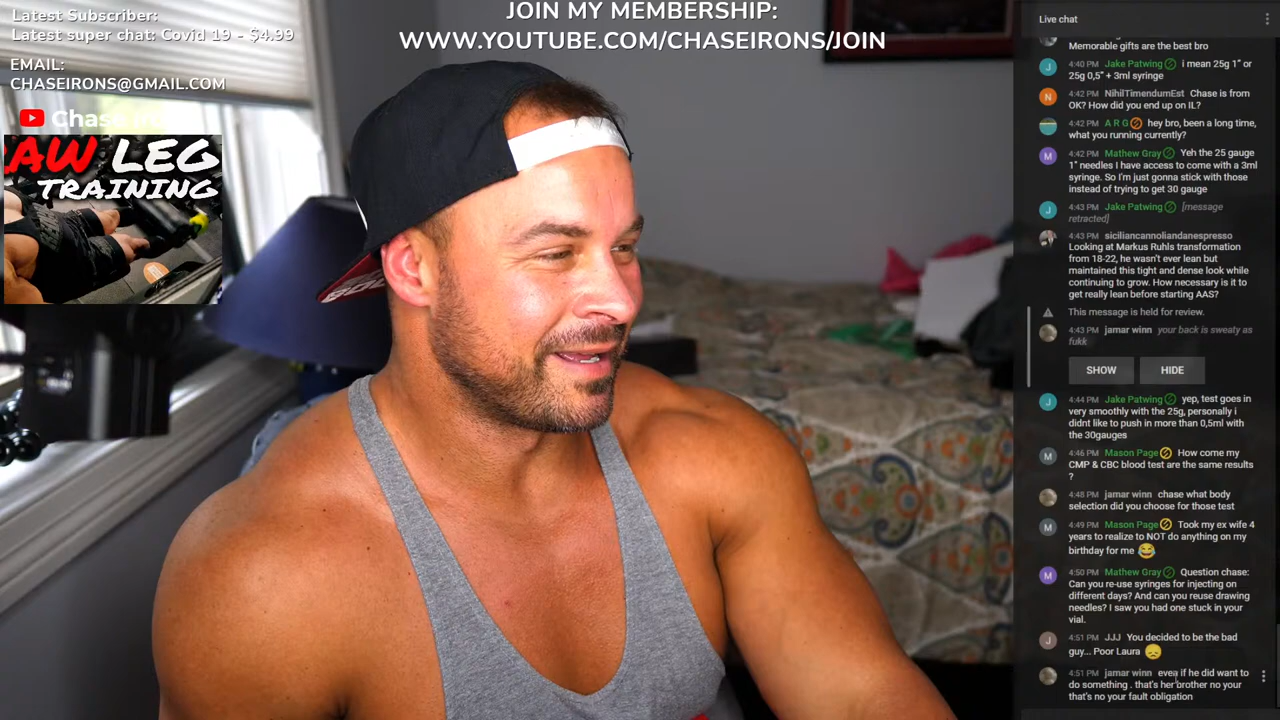 Latest Subscriber:
Latest super chat: Covid 19 - $4.99
EMAIL:
CHASEIRONS@GMAIL.COM
Chase
RAW LEG
TRAINING
JOIN MY MEMBERSHIP:
WWW.YOUTUBE.COM/CHASEIRONS/JOIN
Live chat
Memorable gifts are the best bro
4:40 PM Jake Patwing i mean 25g 1” or
25g 0,5” + 3ml syringe
4:42 PM NihilTimendumEst Chase is from
OK? How did you end up on IL?
4:42 PM A R G hey bro, been a long time,
what you running currently?
4:42 PM Mathew Gray Yeh the 25 gauge
1" needles I have access to come with a 3ml
syringe. So I'm just gonna stick with those
instead of trying to get 30 gauge
4:43 PM Jake Patwing [message
retracted]
4:43 PM siciliancannoliandanespresso
Looking at Markus Ruhls transformation
from 18-22, he wasn't ever lean but
maintained this tight and dense look while
continuing to grow. How necessary is it to
get really lean before starting AAS?
This message is held for review.
4:43 PM jamar winn your back is sweaty as
fukk
SHOW HIDE
4:44 PM Jake Patwing yep, test goes in
very smoothly with the 25g, personally i
didnt like to push in more than 0,5ml with
the 30gauges
4:46 PM Mason Page How come my
CMP & CBC blood test are the same results
?
4:48 PM jamar winn chase what body
selection did you choose for those test
4:49 PM Mason Page Took my ex wife 4
years to realize to NOT do anything on my
birthday for me 😂
4:50 PM Mathew Gray Question chase:
Can you re-use syringes for injecting on
different days? And can you reuse drawing
needles? I saw you had one stuck in your
vial.
4:51 PM JJJ You decided to be the bad
guy... Poor Laura 😞
4:51 PM jamar winn even if he did want to
do something . that's her brother no your
that's no your fault obligation